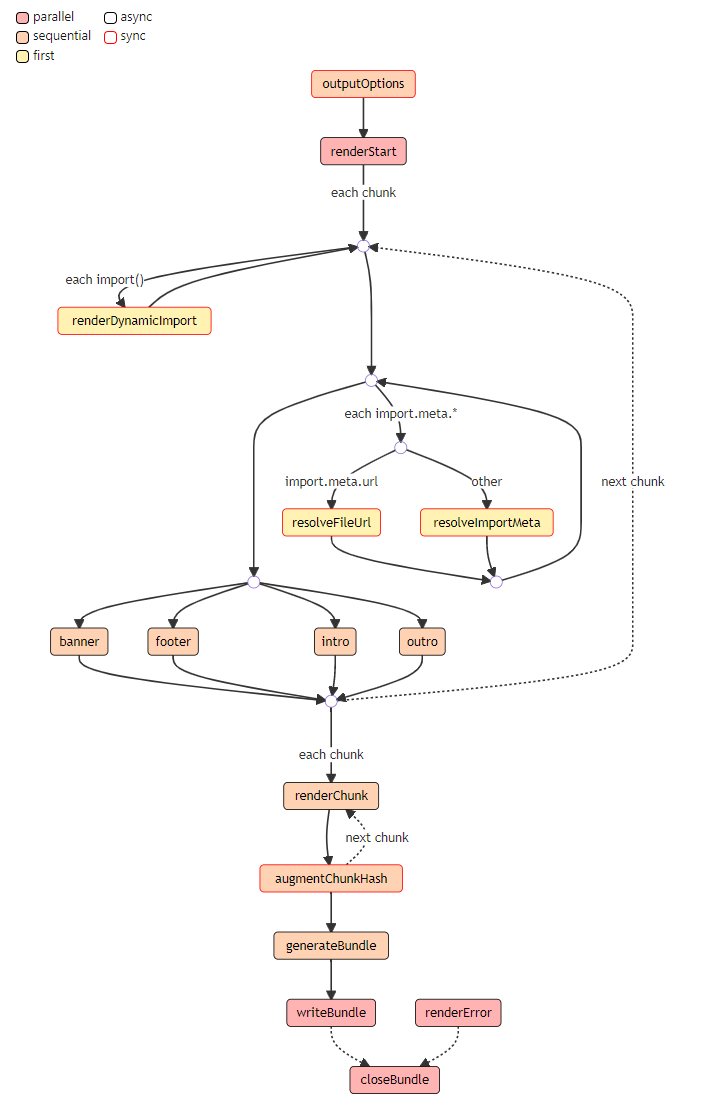 parallel
async
sequential
sync
first
outputOptions
renderStart
each chunk
each import()
renderDynamicImport
each import.meta.*
import.meta.url
other
next chunk
resolveFileUrl
resolveImportMeta
banner
footer
intro
outro
each chunk
renderChunk
next chunk
augmentChunkHash
generateBundle
writeBundle
renderError
closeBundle